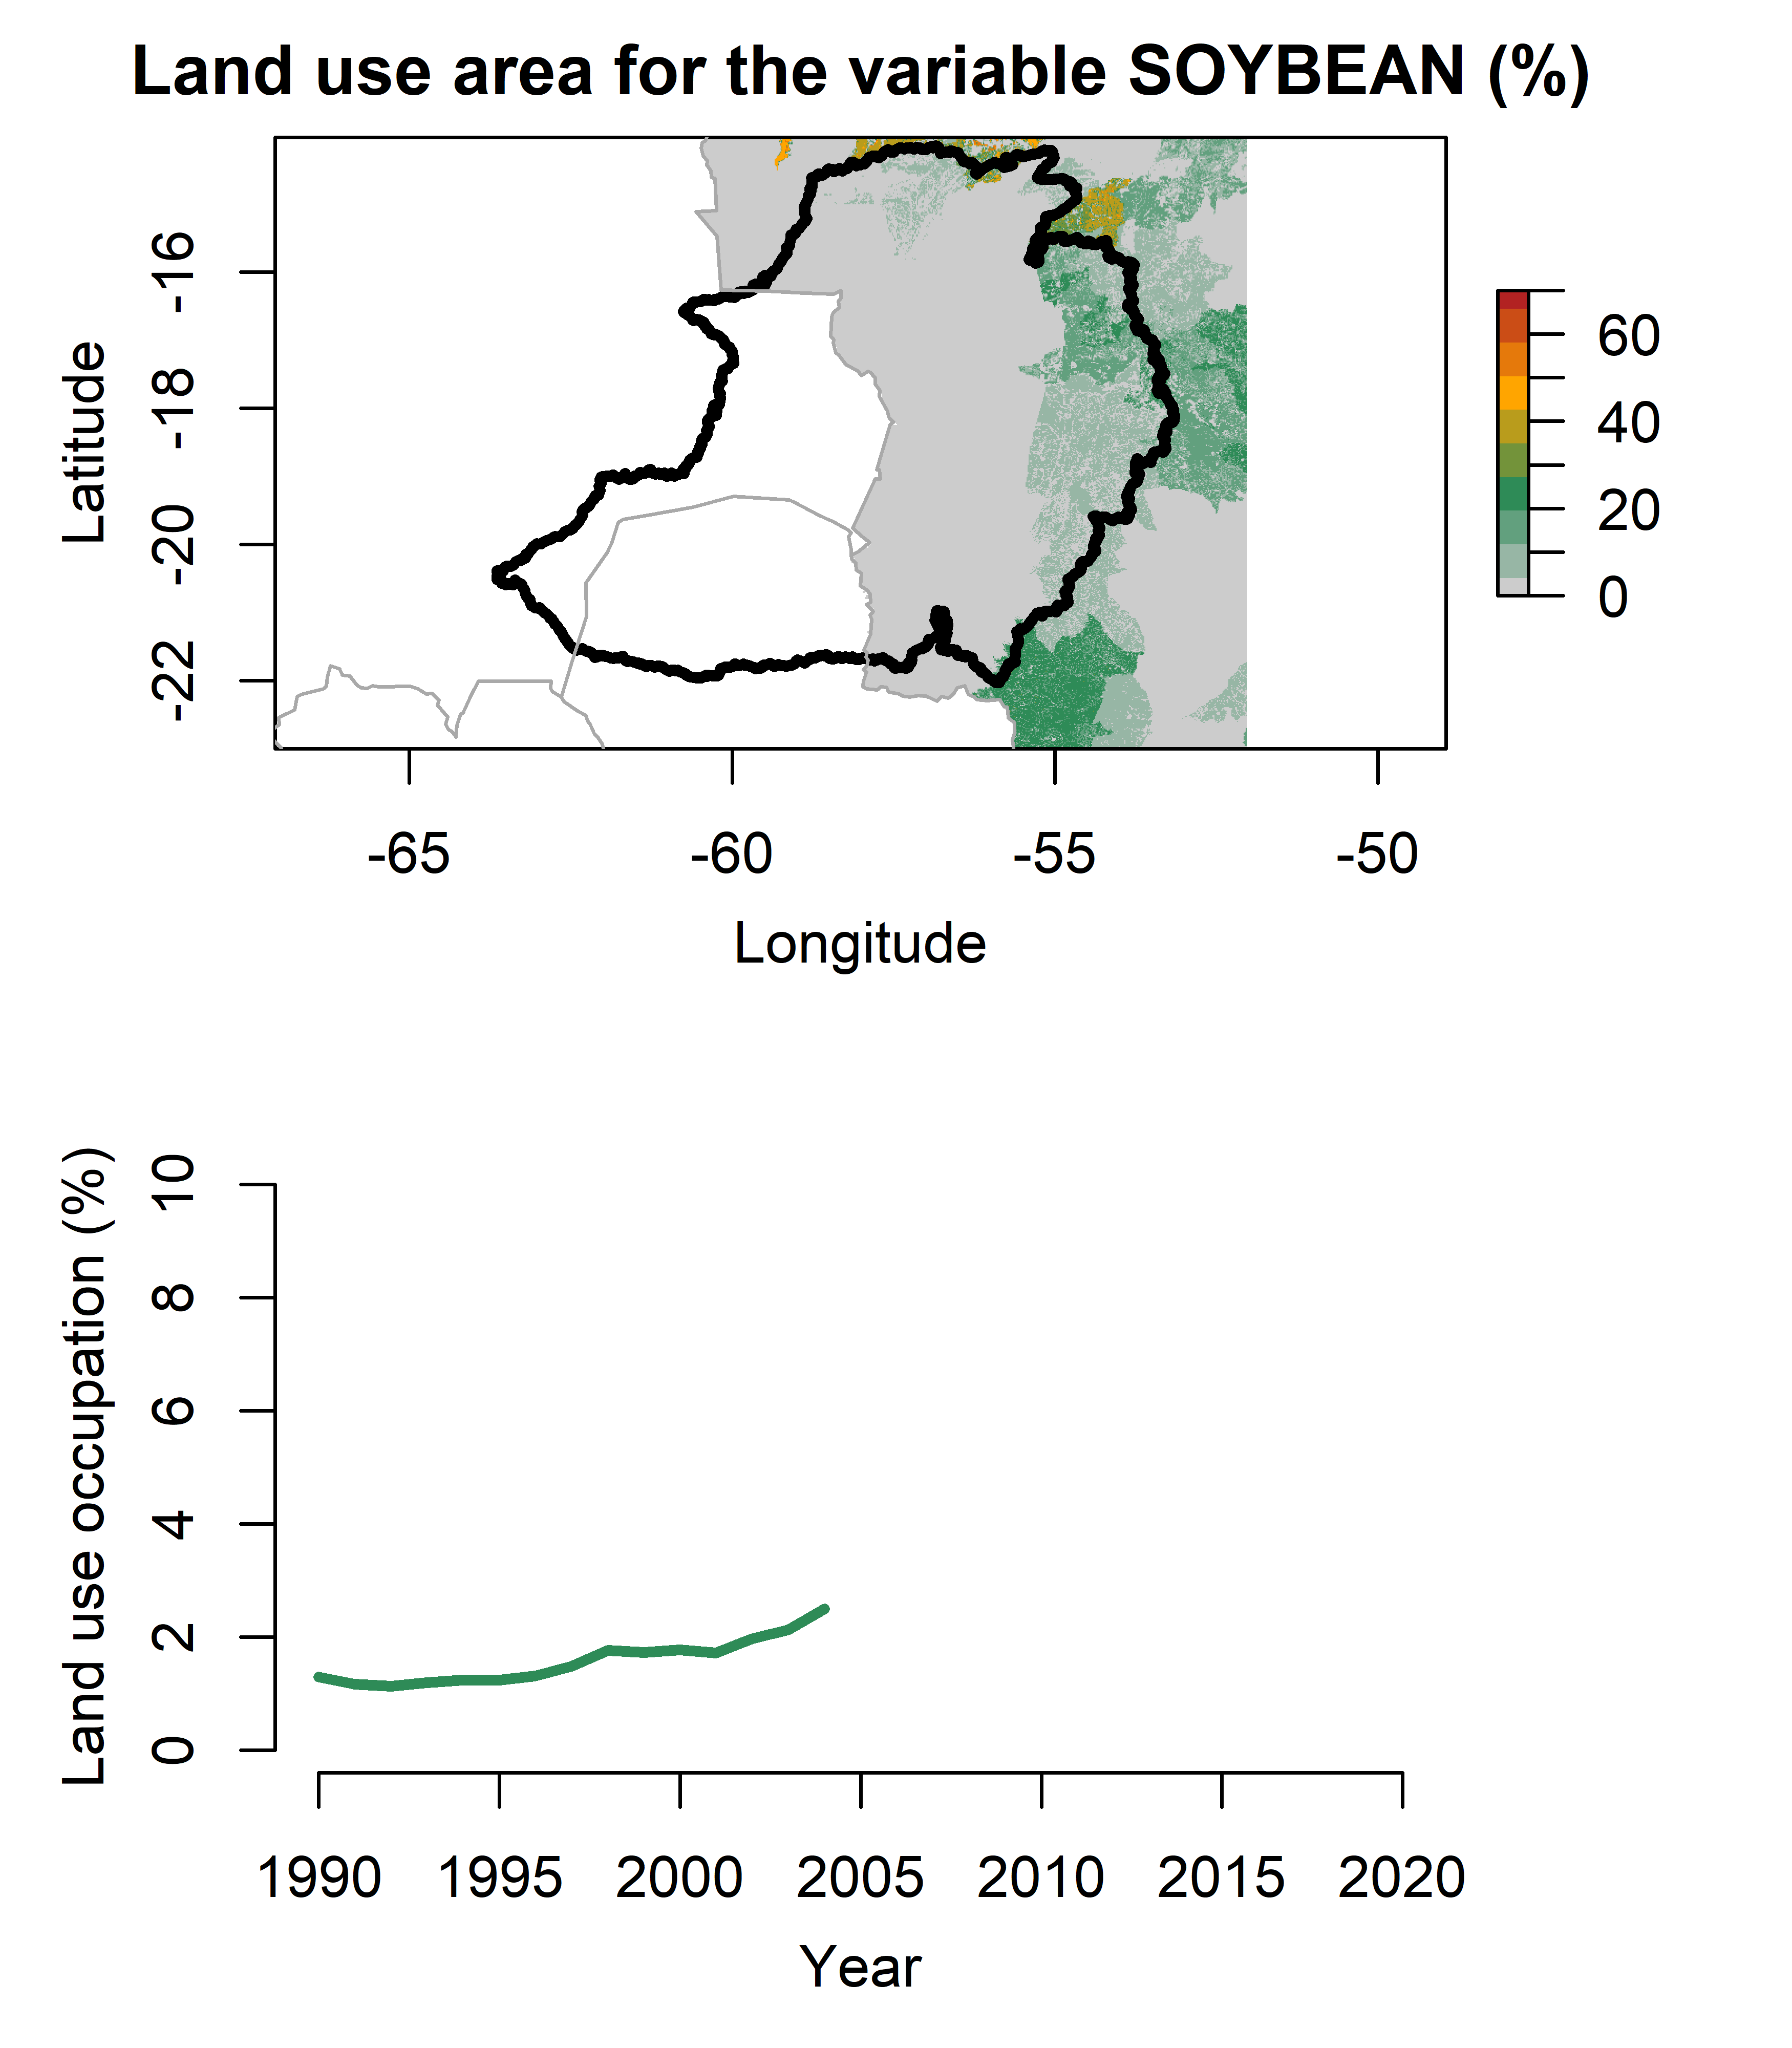 Land use area for the variable SOYBEAN (%)
Latitude
-16
-18
-20
-22
-65 -60 -55 -50
Longitude
60
40
20
0
Land use occupation (%)
10
8
6
4
2
0
1990 1995 2000 2005 2010 2015 2020
Year